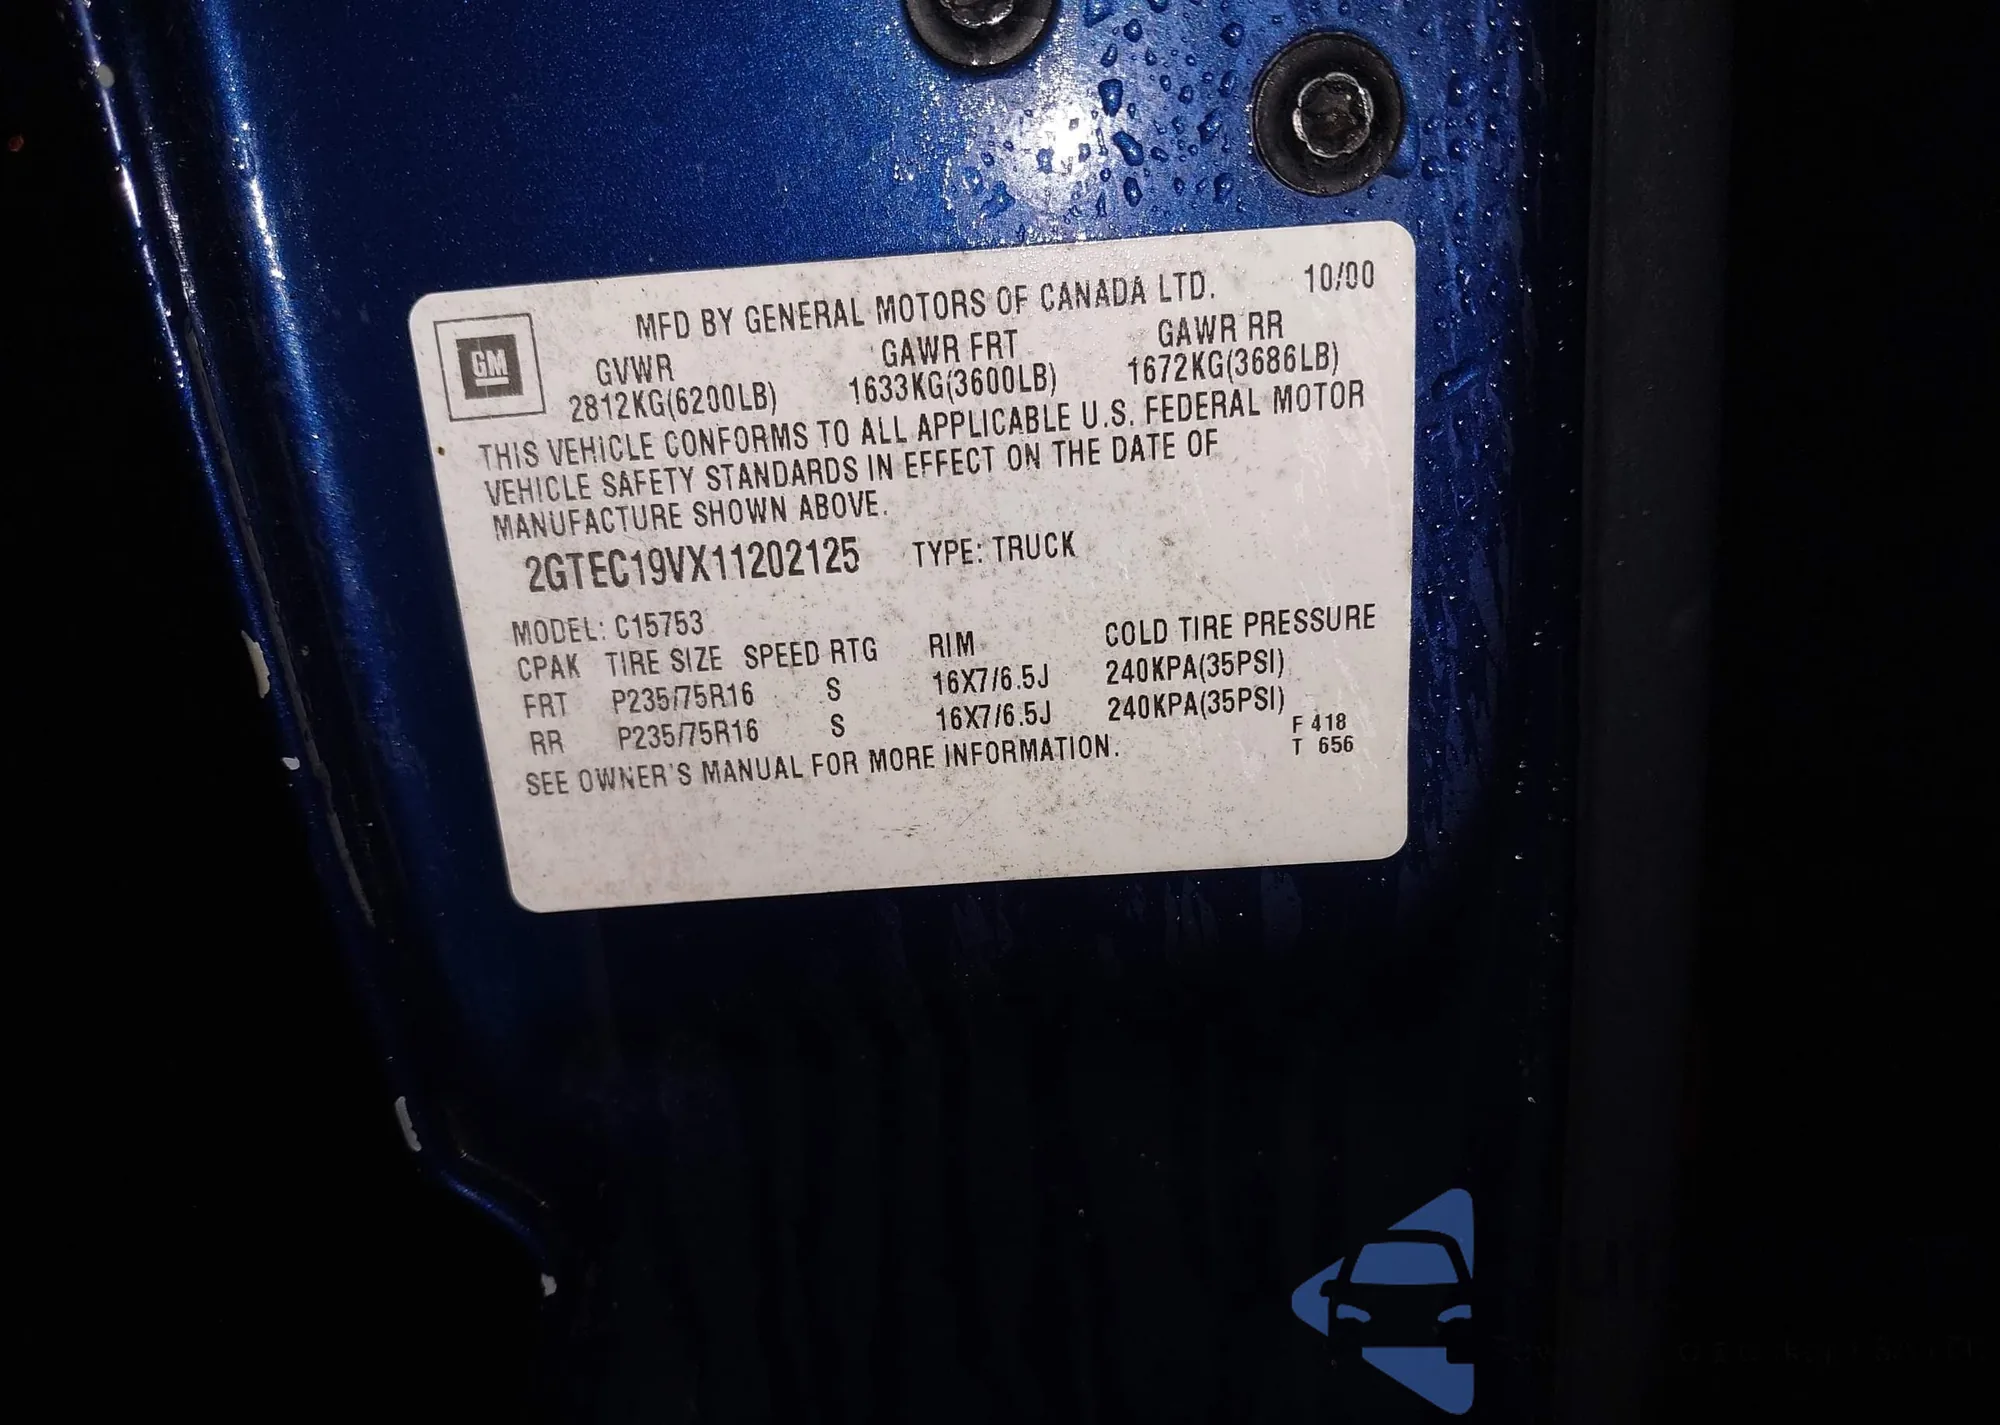 MFD BY GENERAL MOTORS OF CANADA LTD. 10/00
GM
GVWR GAWR FRT GAWR RR
2812KG(6200LB) 1633KG(3600LB) 1672KG(3686LB)
THIS VEHICLE CONFORMS TO ALL APPLICABLE U.S. FEDERAL MOTOR
VEHICLE SAFETY STANDARDS IN EFFECT ON THE DATE OF
MANUFACTURE SHOWN ABOVE.
2GTEC19VX11202125 TYPE: TRUCK
MODEL: C15753
CPAK TIRE SIZE SPEED RTG RIM COLD TIRE PRESSURE
FRT P235/75R16 S 16X7/6.5J 240KPA(35PSI)
RR P235/75R16 S 16X7/6.5J 240KPA(35PSI)
F 418
T 656
SEE OWNER'S MANUAL FOR MORE INFORMATION.